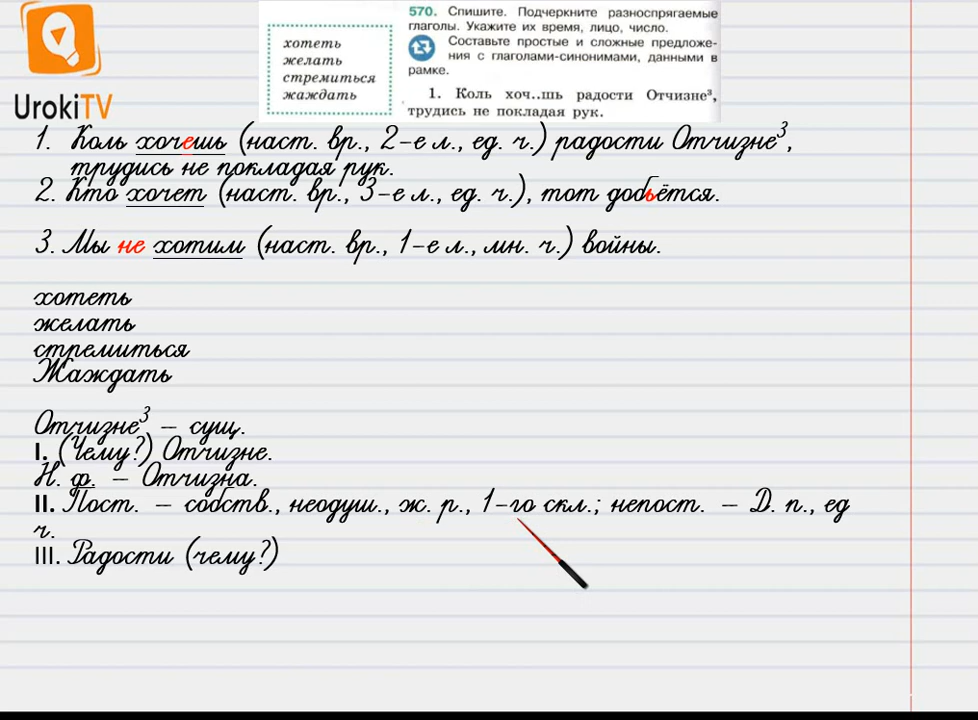 UrokiTV
хотеть
желать
стремиться
жаждать
570. Спишите. Подчеркните разноспрягаемые
глаголы. Укажите их время, лицо, число.
Составьте простые и сложные предложе-
ния с глаголами-синонимами, данными в
рамке.
1. Коль хоч..шь радости Отчизне³,
трудись не покладая рук.
1. Коль хочешь (наст. вр., 2-е л., ед. ч.) радости Отчизне³,
трудись не покладая рук.
2. Кто хочет (наст. вр., 3-е л., ед. ч.), тот добьётся.
3. Мы не хотим (наст. вр., 1-е л., мн. ч.) войны.
хотеть
желать
стремиться
Жаждать
Отчизне³ – сущ.
I. (Чему?) Отчизне.
Н. ф. – Отчизна.
II. Пост. – собств., неодуш., ж. р., 1-го скл.; непост. – Д. п., ед
ч.
III. Радости (чему?)